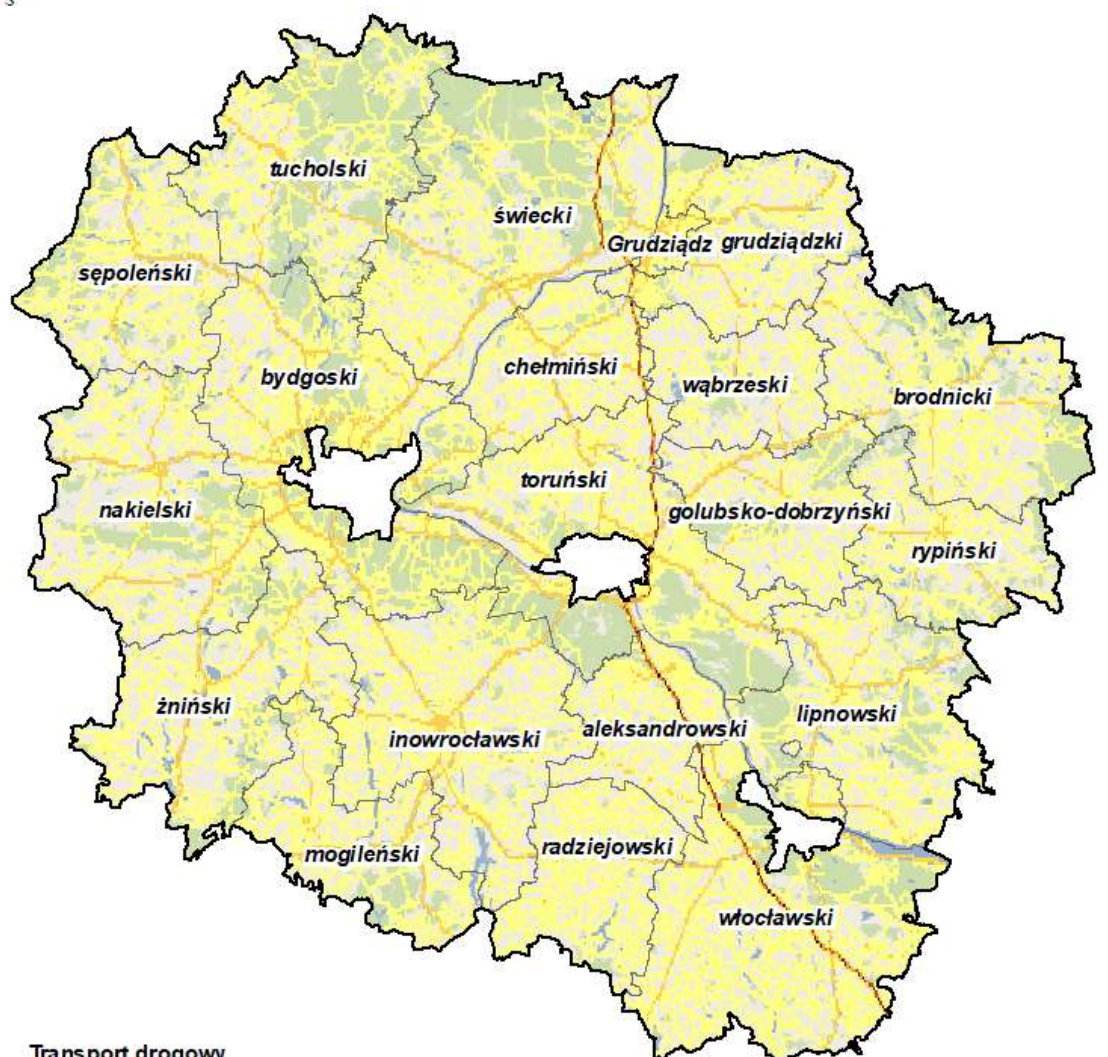 tucholski
świecki
Grudziądz grudziądzki
sępoleński
chełmiński
bydgoski
wąbrzeski
brodnicki
toruński
nakielski
golubsko-dobrzyński
rypiński
żniński
lipnowski
aleksandrowski
inowrocławski
radziejowski
mogileński
włocławski
Transport drogowy